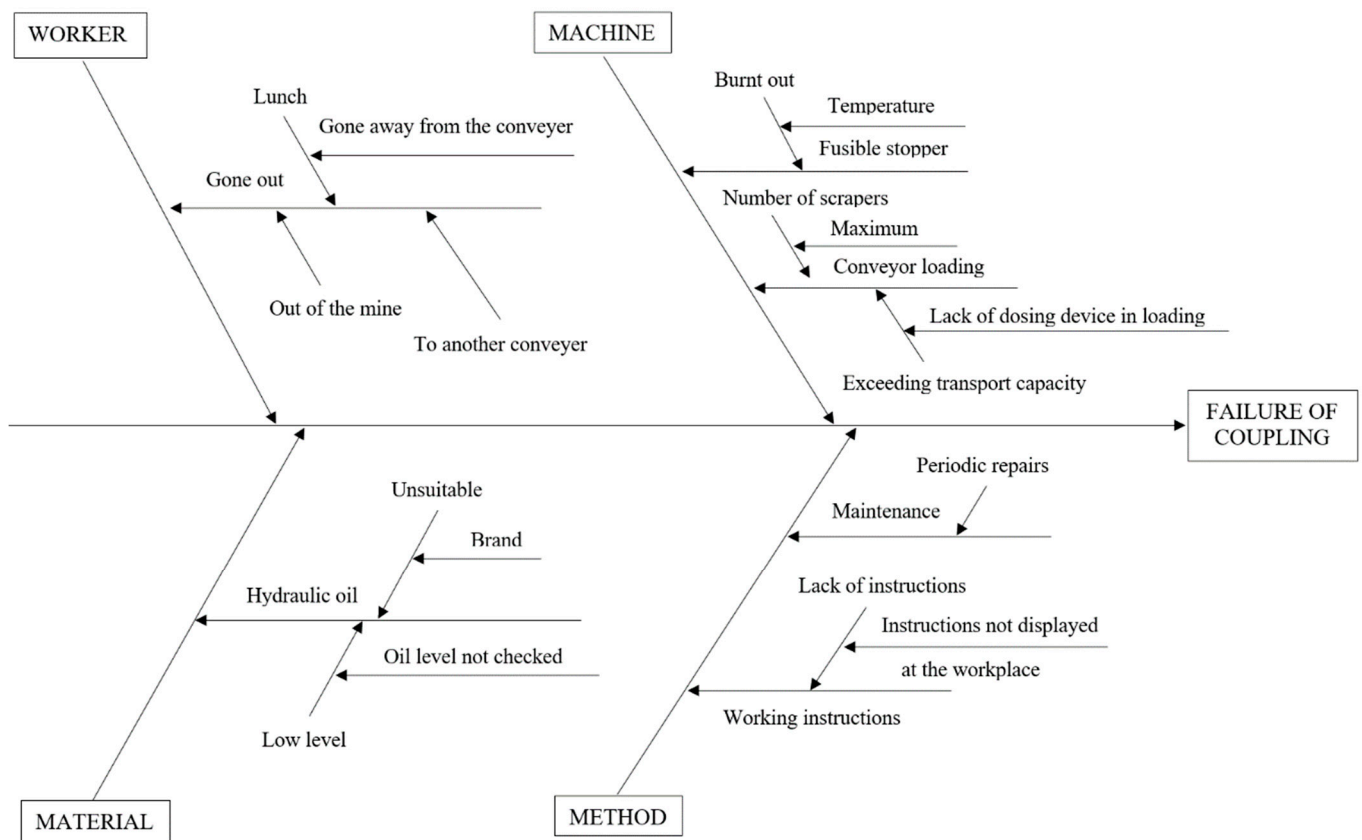 WORKER
MACHINE
Lunch
Gone away from the conveyer
Gone out
Out of the mine
To another conveyer
Burnt out
Temperature
Fusible stopper
Number of scrapers
Maximum
Conveyor loading
Lack of dosing device in loading
Exceeding transport capacity
FAILURE OF
COUPLING
Unsuitable
Brand
Hydraulic oil
Oil level not checked
Low level
Periodic repairs
Maintenance
Lack of instructions
Instructions not displayed
at the workplace
Working instructions
MATERIAL
METHOD